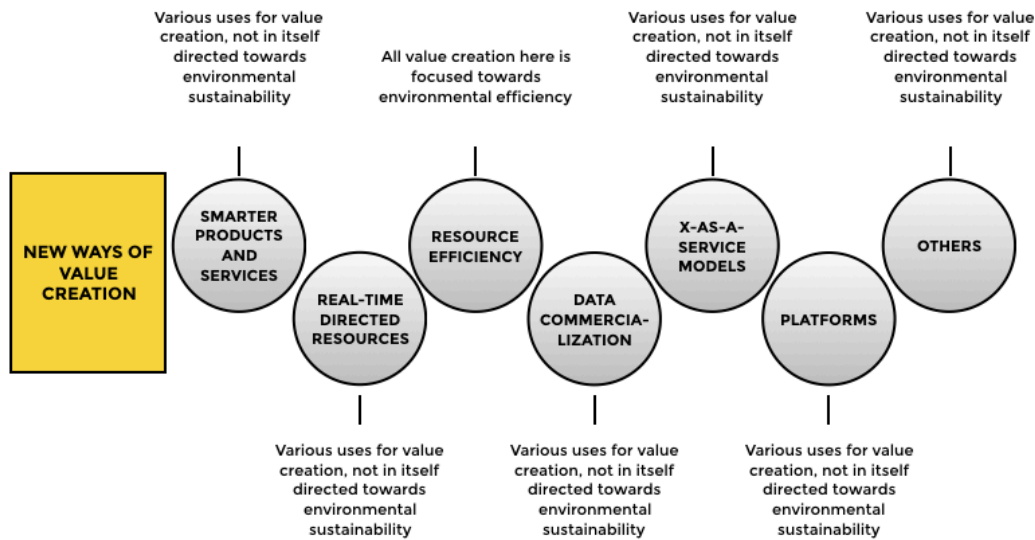 Various uses for value
creation, not in itself
directed towards
environmental
sustainability
All value creation here is
focused towards
environmental efficiency
Various uses for value
creation, not in itself
directed towards
environmental
sustainability
Various uses for value
creation, not in itself
directed towards
environmental
sustainability
NEW WAYS OF
VALUE
CREATION
SMARTER
PRODUCTS
AND
SERVICES
REAL-TIME
DIRECTED
RESOURCES
RESOURCE
EFFICIENCY
DATA
COMMERCIA-
LIZATION
X-AS-A-
SERVICE
MODELS
PLATFORMS
OTHERS
Various uses for value
creation, not in itself
directed towards
environmental
sustainability
Various uses for value
creation, not in itself
directed towards
environmental
sustainability
Various uses for value
creation, not in itself
directed towards
environmental
sustainability